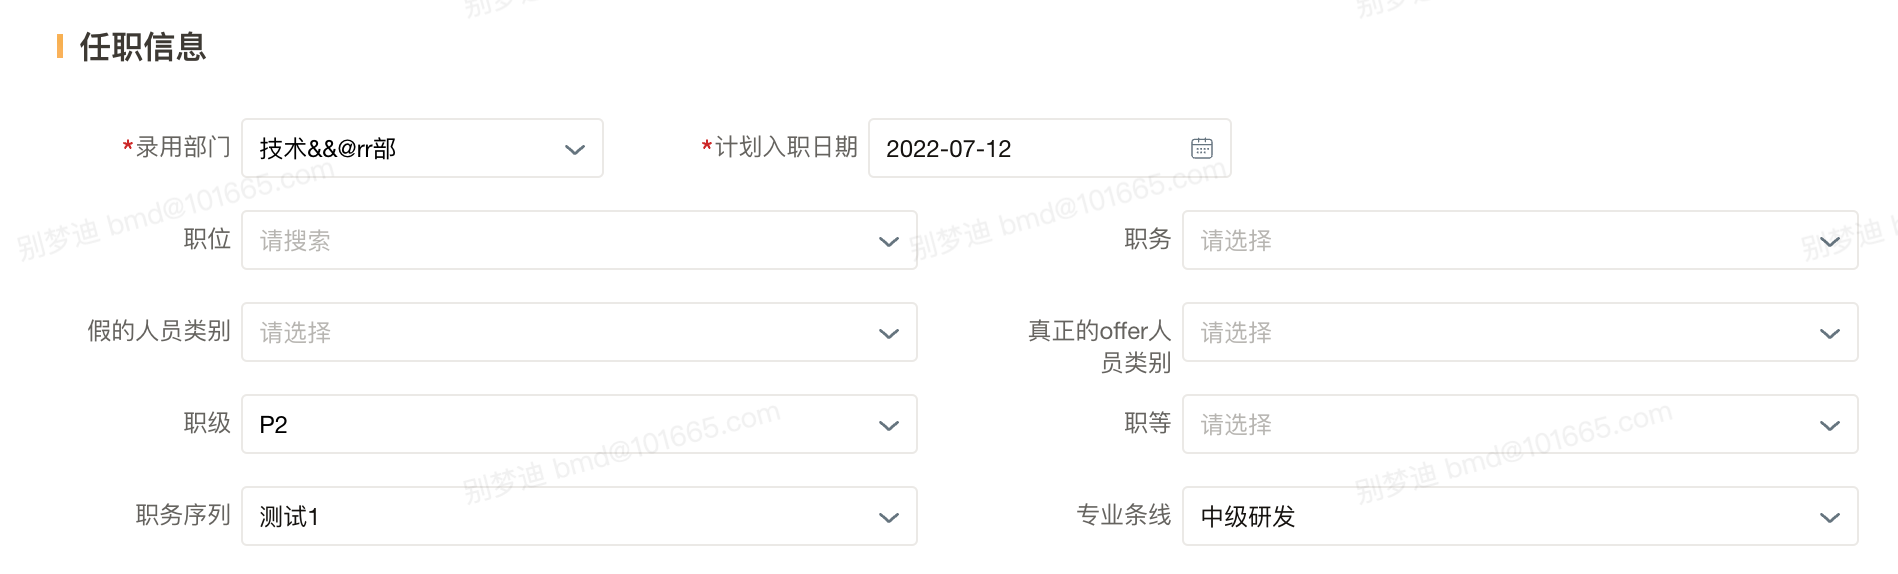 任职信息
*录用部门 技术&&@rr部 *计划入职日期 2022-07-12
职位 请搜索 职务 请选择
假的人员类别 请选择 真正的offer人
员类别 请选择
职级 P2 职等 请选择
职务序列 测试1 专业条线 中级研发
别梦迪 bmd@101665.com
别梦迪 bmd@101665.com
别梦迪 b
别梦迪 bmd@101665.com
别梦迪 bmd@101665.com